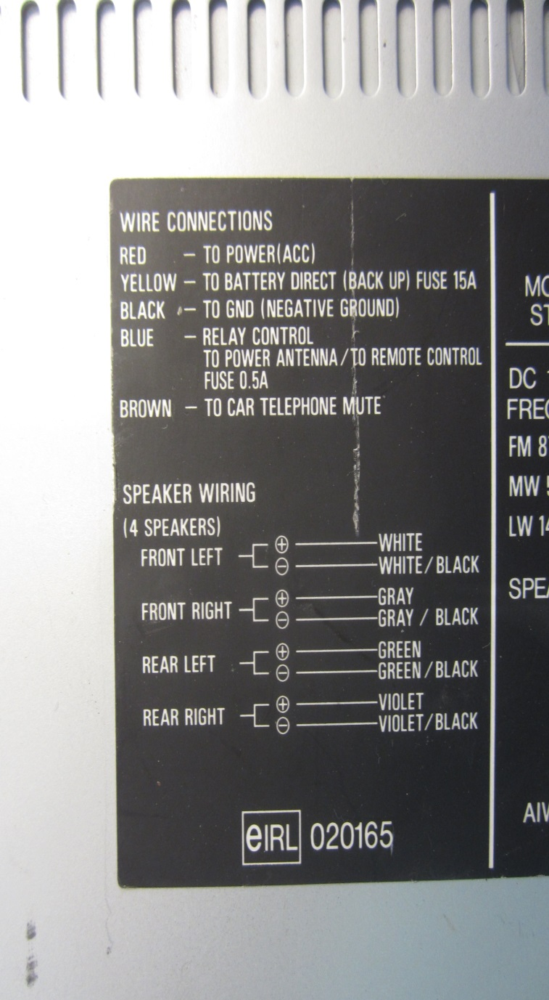 WIRE CONNECTIONS
RED – TO POWER(ACC)
YELLOW – TO BATTERY DIRECT (BACK UP) FUSE 15A
BLACK – TO GND (NEGATIVE GROUND)
BLUE – RELAY CONTROL
TO POWER ANTENNA/TO REMOTE CONTROL
FUSE 0.5A
BROWN – TO CAR TELEPHONE MUTE
SPEAKER WIRING
(4 SPEAKERS)
FRONT LEFT ⊕ WHITE
⊖ WHITE/BLACK
FRONT RIGHT ⊕ GRAY
⊖ GRAY / BLACK
REAR LEFT ⊕ GREEN
⊖ GREEN/BLACK
REAR RIGHT ⊕ VIOLET
⊖ VIOLET/BLACK
eIRL 020165
DC
FM
MW
LW